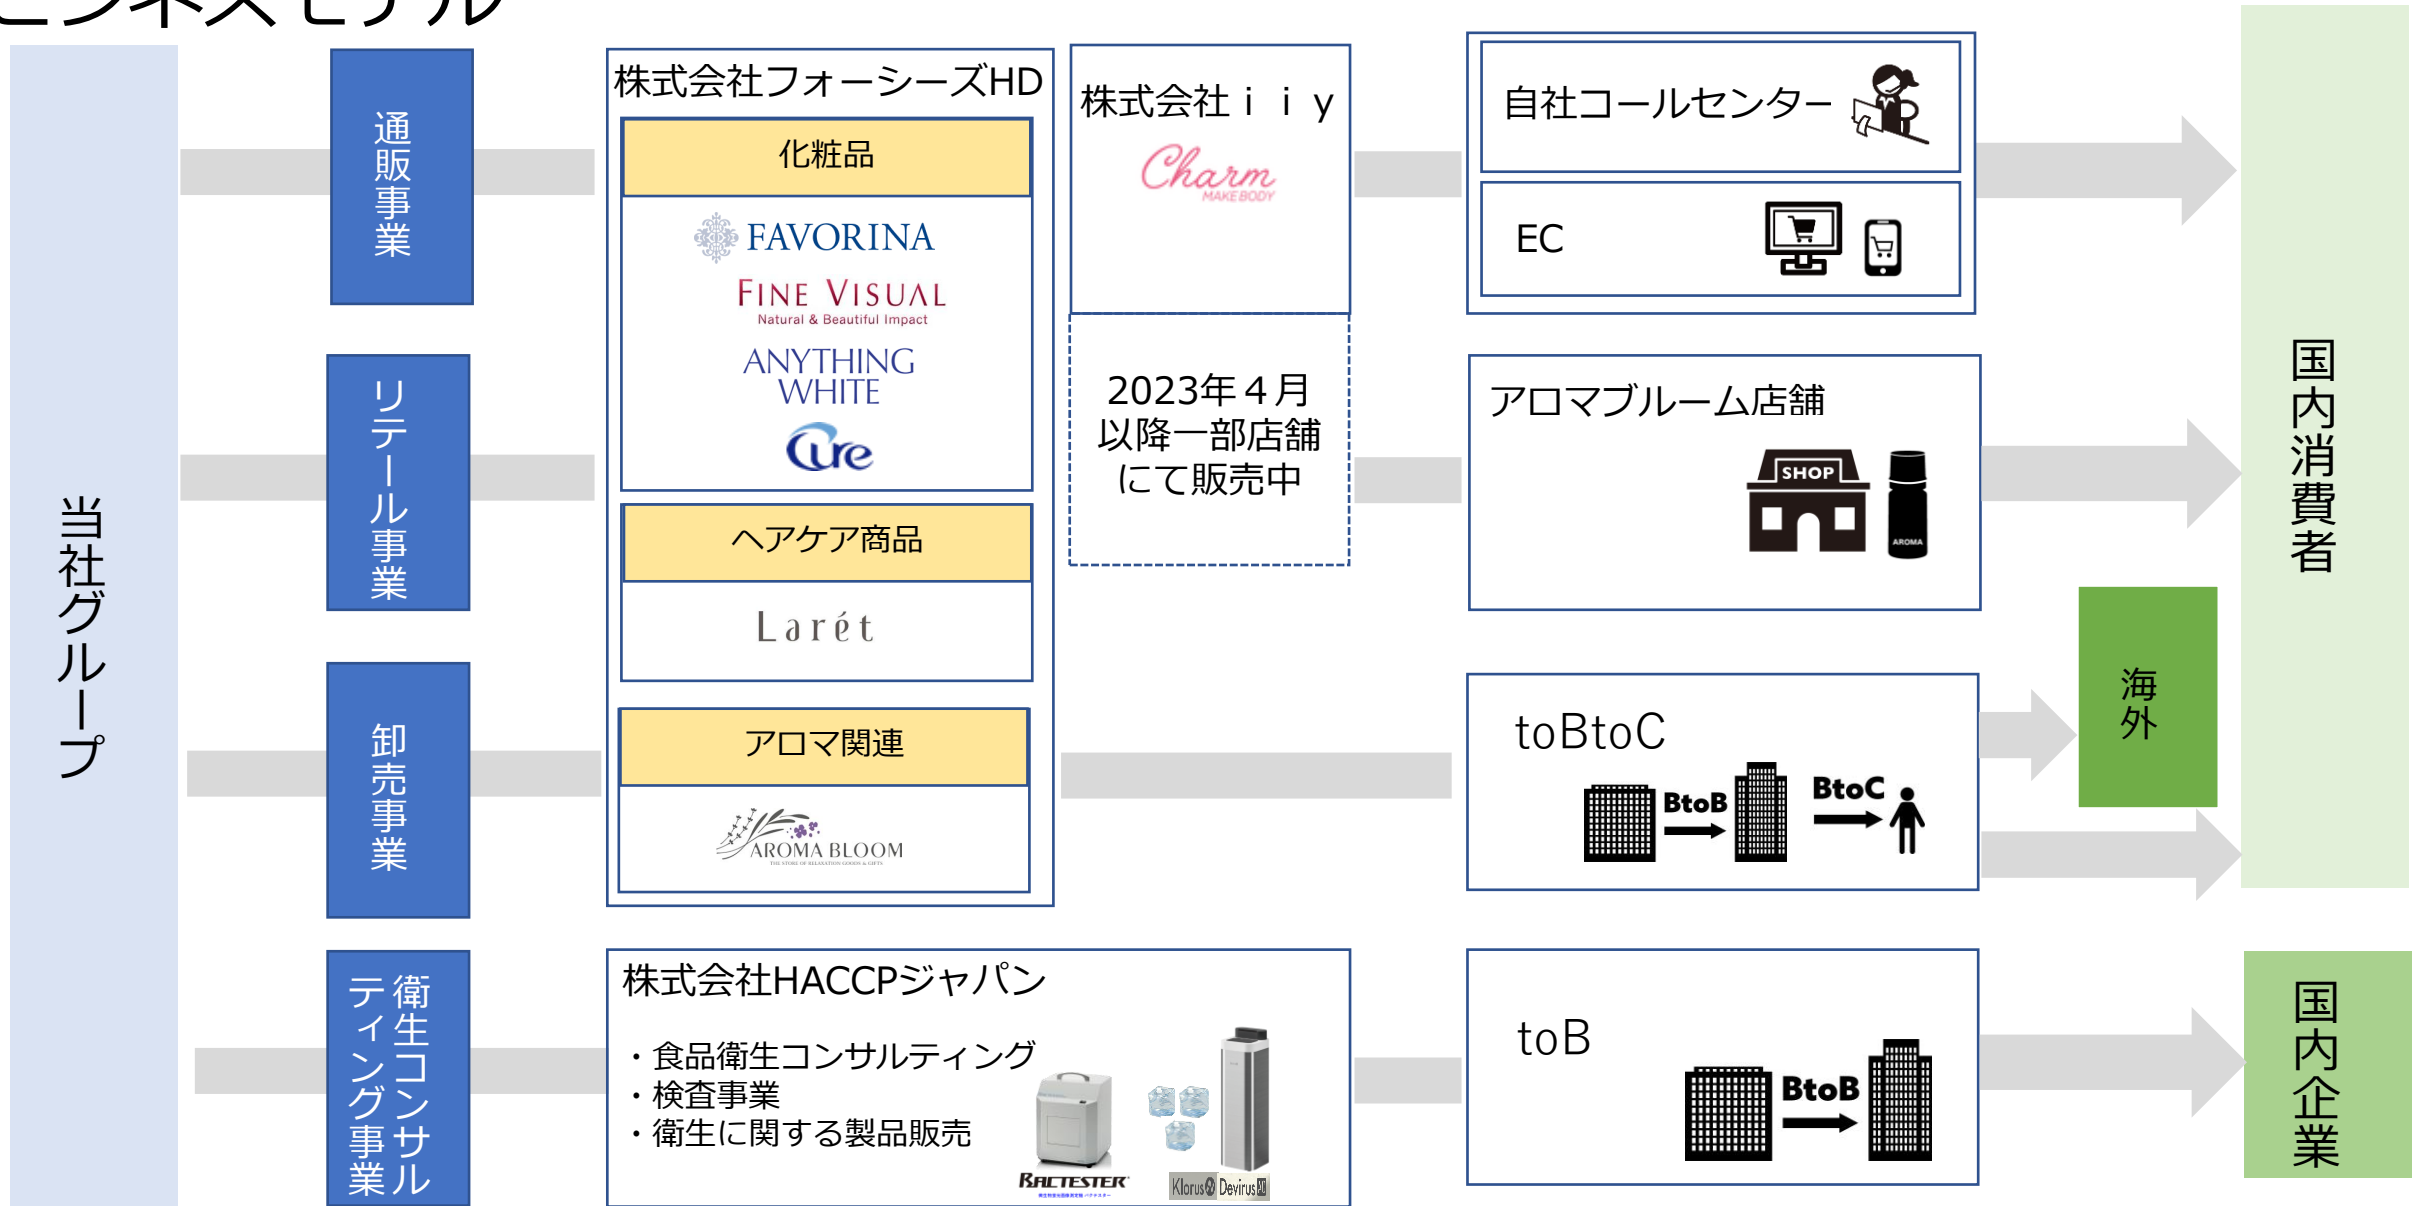 ビジネスモデル
当社グループ
通販事業
リテール事業
卸売事業
衛生コンサル
ティング事業
株式会社フォーシーズHD
化粧品
FAVORINA
FINE VISUAL
Natural & Beautiful Impact
ANYTHING
WHITE
Cure
ヘアケア商品
Larét
アロマ関連
AROMA BLOOM
THE STORE OF RELAXATION GOODS & GIFTS
株式会社ｉｉｙ
Charm
MAKE BODY
2023年４月
以降一部店舗
にて販売中
自社コールセンター
EC
アロマブルーム店舗
SHOP
AROMA
toBtoC
BtoB
BtoC
海外
国内消費者
株式会社HACCPジャパン
・食品衛生コンサルティング
・検査事業
・衛生に関する製品販売
BACTESTER
Klorus
Devirus AC
toB
BtoB
国内企業